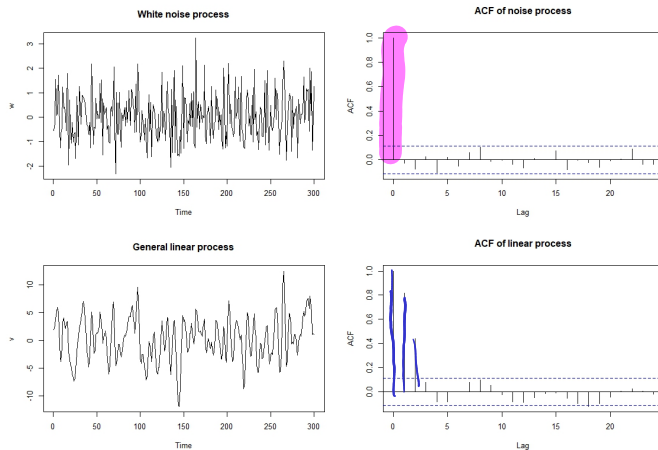 White noise process
w
-2 -1 0 1 2 3
0 50 100 150 200 250 300
Time
ACF of noise process
ACF
0.0 0.2 0.4 0.6 0.8 1.0
0 5 10 15 20
Lag
General linear process
v
-10 -5 0 5 10
0 50 100 150 200 250 300
Time
ACF of linear process
ACF
0.0 0.2 0.4 0.6 0.8 1.0
0 5 10 15 20
Lag